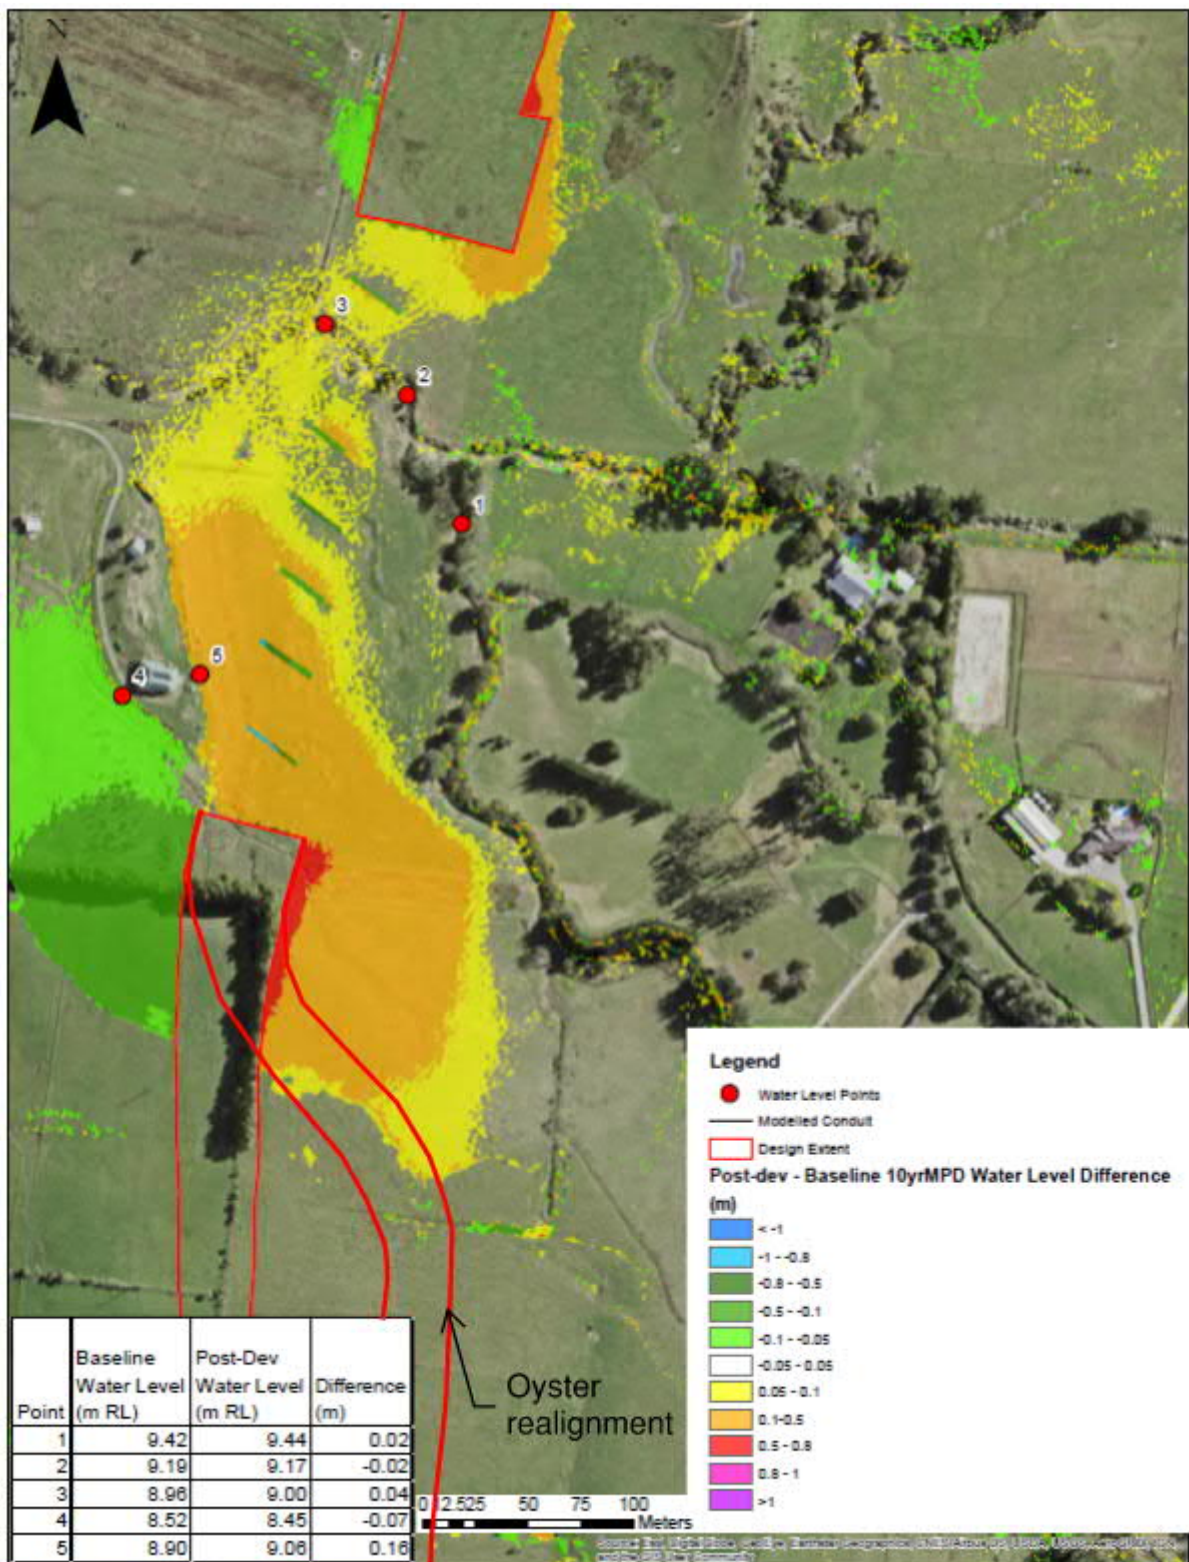 N
3
2
1
5
4
Legend
Water Level Points
Modelled Conduit
Design Extent
Post-dev - Baseline 10yrMPD Water Level Difference
(m)
< -1
-1 - -0.8
-0.8 - -0.5
-0.5 - -0.1
-0.1 - -0.05
-0.05 - 0.05
0.05 - 0.1
0.1-0.5
0.5 - 0.8
0.8 - 1
>1
Oyster
realignment
Point Baseline Water Level (m RL) Post-Dev Water Level (m RL) Difference (m)
1 9.42 9.44 0.02
2 9.19 9.17 -0.02
3 8.96 9.00 0.04
4 8.52 8.45 -0.07
5 8.90 9.06 0.16
0 12.525 50 75 100
Meters